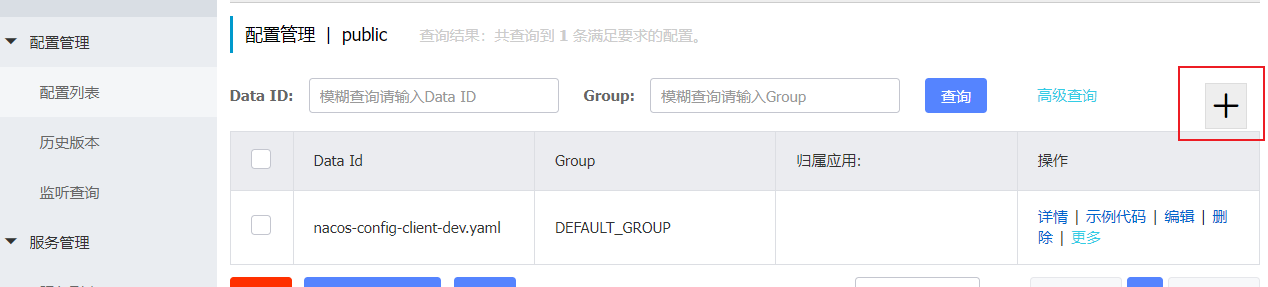 配置管理 | public 查询结果：共查询到 1 条满足要求的配置。
配置管理
配置列表
历史版本
监听查询
服务管理
Data ID: 模糊查询请输入Data ID Group: 模糊查询请输入Group 查询 高级查询
Data Id Group 归属应用: 操作
nacos-config-client-dev.yaml DEFAULT_GROUP 详情 | 示例代码 | 编辑 | 删
除 | 更多